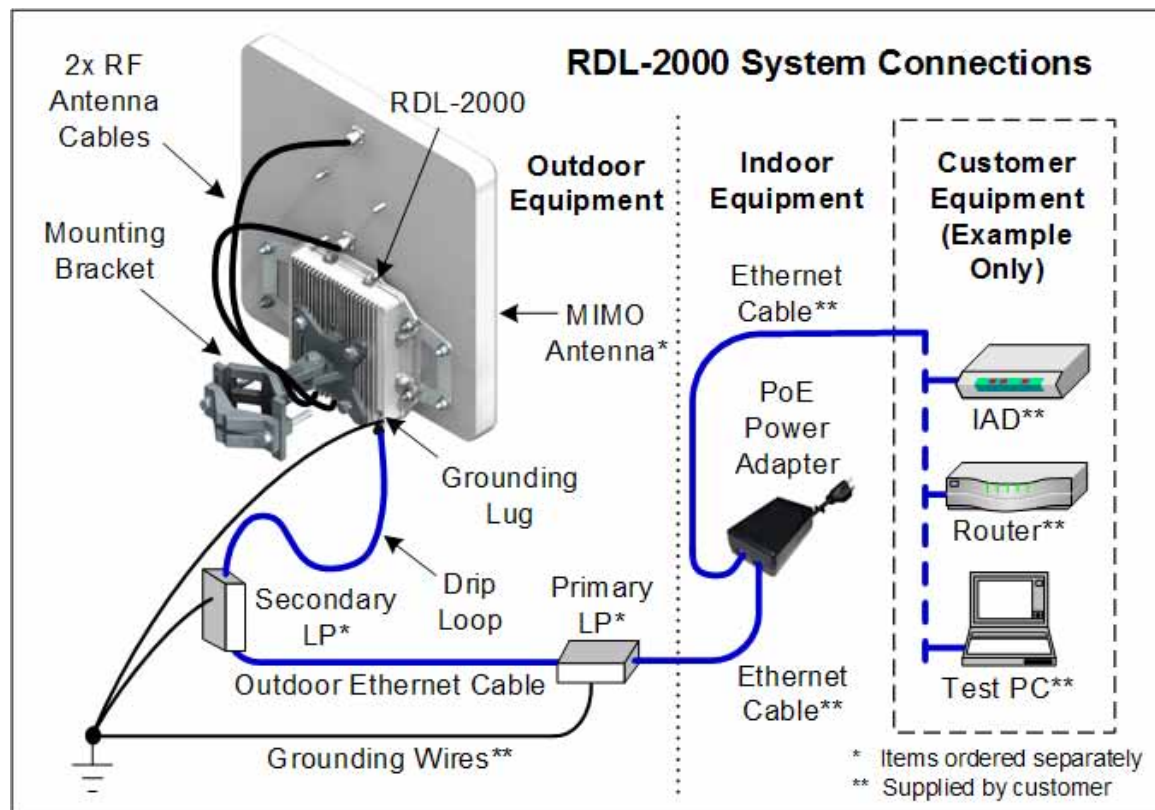 RDL-2000 System Connections
2x RF
Antenna
Cables
RDL-2000
Mounting
Bracket
Outdoor
Equipment
MIMO
Antenna*
Grounding
Lug
Drip
Loop
Secondary
LP*
Primary
LP*
Outdoor Ethernet Cable
Grounding Wires**
Indoor
Equipment
Ethernet
Cable**
PoE
Power
Adapter
Ethernet
Cable**
Customer
Equipment
(Example
Only)
IAD**
Router**
Test PC**
* Items ordered separately
** Supplied by customer